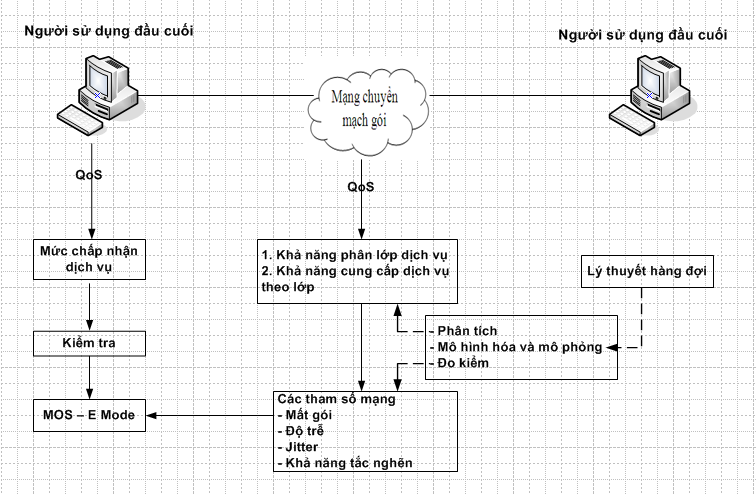 Người sử dụng đầu cuối
Người sử dụng đầu cuối
Mạng chuyển
mạch gói
QoS
QoS
Mức chấp nhận
dịch vụ
1. Khả năng phân lớp dịch vụ
2. Khả năng cung cấp dịch vụ
theo lớp
Lý thuyết hàng đợi
Kiểm tra
- Phân tích
- Mô hình hóa và mô phỏng
- Đo kiểm
MOS – E Mode
Các tham số mạng
- Mất gói
- Độ trễ
- Jitter
- Khả năng tắc nghẽn